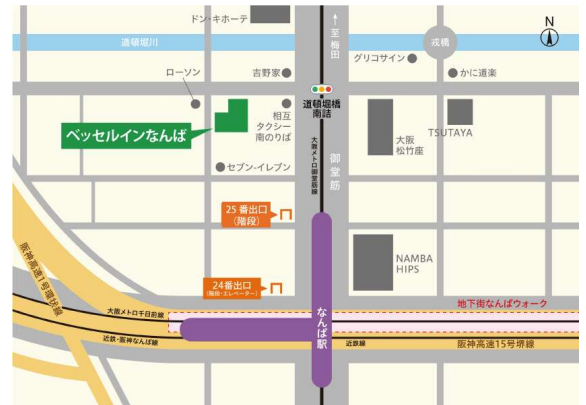 ドン・キホーテ
N
至梅田
道頓堀川
戎橋
グリコサイン
ローソン
吉野家
かに道楽
道頓堀橋
南詰
相互
タクシー
南のりば
ベッセルインなんば
大阪
松竹座
TSUTAYA
セブン-イレブン
大阪メトロ御堂筋線
御堂筋
25番出口
(階段)
NAMBA
HIPS
阪神高速1号環状線
24番出口
(階段・エレベーター)
地下街なんばウォーク
大阪メトロ千日前線
なんば駅
近鉄・阪神なんば線
近鉄線
阪神高速15号堺線